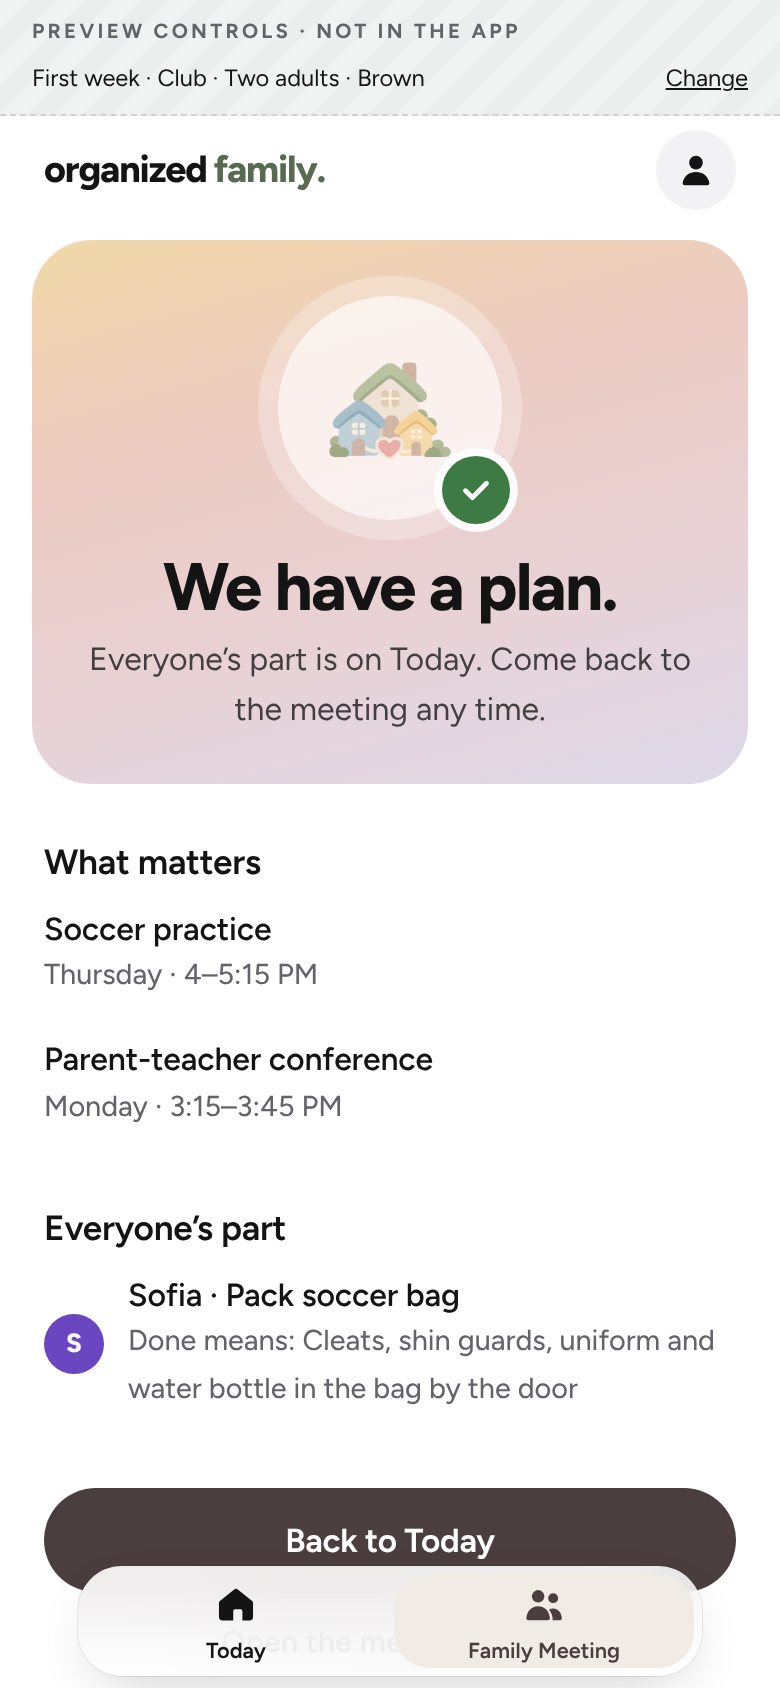 PREVIEW CONTROLS · NOT IN THE APP
First week · Club · Two adults · Brown
Change
organized family.
We have a plan.
Everyone’s part is on Today. Come back to
the meeting any time.
What matters
Soccer practice
Thursday · 4–5:15 PM
Parent-teacher conference
Monday · 3:15–3:45 PM
Everyone’s part
Sofia · Pack soccer bag
S
Done means: Cleats, shin guards, uniform and
water bottle in the bag by the door
Back to Today
Open the
Today
Family Meeting